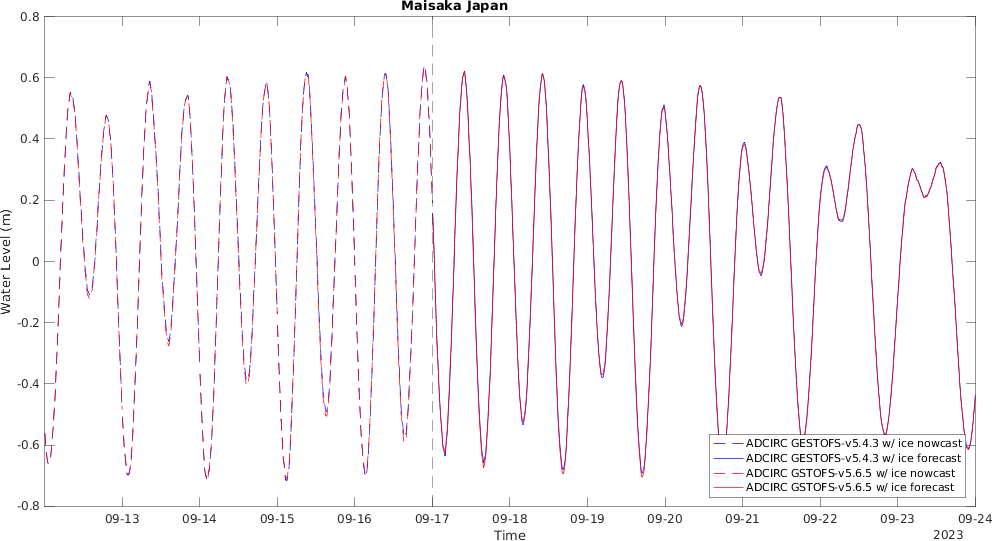 Maisaka Japan
0.8
0.6
0.4
0.2
0
-0.2
-0.4
-0.6
-0.8
Water Level (m)
ADCIRC GESTOFS-v5.4.3 w/ ice nowcast
ADCIRC GESTOFS-v5.4.3 w/ ice forecast
ADCIRC GSTOFS-v5.6.5 w/ ice nowcast
ADCIRC GSTOFS-v5.6.5 w/ ice forecast
09-13 09-14 09-15 09-16 09-17 09-18 09-19 09-20 09-21 09-22 09-23 09-24
Time
2023